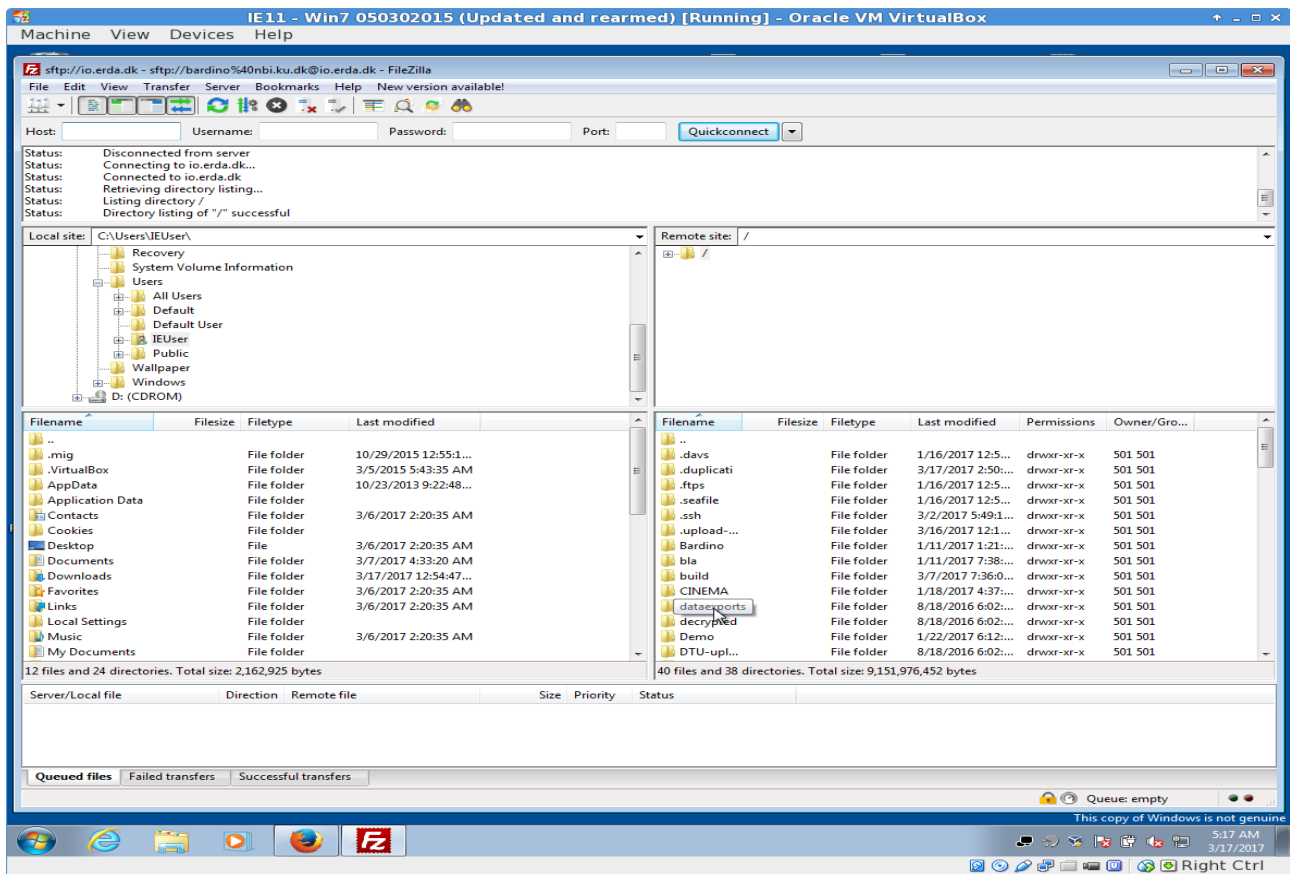 IE11 - Win7 050302015 (Updated and rearmed) [Running] - Oracle VM VirtualBox
Machine View Devices Help
sftp://io.erda.dk - sftp://bardino%40nbi.ku.dk@io.erda.dk - FileZilla
File Edit View Transfer Server Bookmarks Help New version available!
Host: Username: Password: Port: Quickconnect
Status: Disconnected from server
Status: Connecting to io.erda.dk...
Status: Connected to io.erda.dk
Status: Retrieving directory listing...
Status: Listing directory /
Status: Directory listing of "/" successful
Local site: C:\Users\IEUser\
Recovery
System Volume Information
Users
All Users
Default
Default User
IEUser
Public
Wallpaper
Windows
D: (CDROM)
Remote site: /
/
Filename Filesize Filetype Last modified
..
.mig File folder 10/29/2015 12:55:1...
.VirtualBox File folder 3/5/2015 5:43:35 AM
AppData File folder 10/23/2013 9:22:48...
Application Data File folder
Contacts File folder 3/6/2017 2:20:35 AM
Cookies File folder
Desktop File 3/6/2017 2:20:35 AM
Documents File folder 3/7/2017 4:33:20 AM
Downloads File folder 3/17/2017 12:54:47...
Favorites File folder 3/6/2017 2:20:35 AM
Links File folder 3/6/2017 2:20:35 AM
Local Settings File folder
Music File folder 3/6/2017 2:20:35 AM
My Documents File folder
12 files and 24 directories. Total size: 2,162,925 bytes
Filename Filesize Filetype Last modified Permissions Owner/Gro...
..
.davs File folder 1/16/2017 12:5... drwxr-xr-x 501 501
.duplicati File folder 3/17/2017 2:50:... drwxr-xr-x 501 501
.ftps File folder 1/16/2017 12:5... drwxr-xr-x 501 501
.seafile File folder 1/16/2017 12:5... drwxr-xr-x 501 501
.ssh File folder 3/2/2017 5:49:1... drwxr-xr-x 501 501
.upload-... File folder 3/16/2017 12:1... drwxr-xr-x 501 501
Bardino File folder 1/11/2017 1:21:... drwxr-xr-x 501 501
bla File folder 1/11/2017 7:38:... drwxr-xr-x 501 501
build File folder 3/7/2017 7:36:0... drwxr-xr-x 501 501
CINEMA File folder 1/18/2017 4:37:... drwxr-xr-x 501 501
dataexports File folder 8/18/2016 6:02:... drwxr-xr-x 501 501
decrypted File folder 8/18/2016 6:02:... drwxr-xr-x 501 501
Demo File folder 1/22/2017 6:12:... drwxr-xr-x 501 501
DTU-upl... File folder 8/18/2016 6:02:... drwxr-xr-x 501 501
40 files and 38 directories. Total size: 9,151,976,452 bytes
Server/Local file Direction Remote file Size Priority Status
Queued files Failed transfers Successful transfers
Queue: empty
This copy of Windows is not genuine
5:17 AM
3/17/2017
Right Ctrl